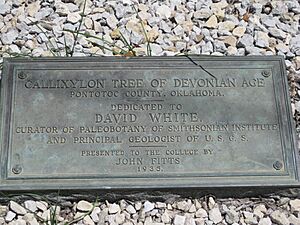 CALLIXYLON TREE OF DEVONIAN AGE
PONTOTOC COUNTY, OKLAHOMA.
DEDICATED TO
DAVID WHITE,
CURATOR OF PALEOBOTANY OF SMITHSONIAN INSTITUTE
AND PRINCIPAL GEOLOGIST OF U. S. G. S.
PRESENTED TO THE COLLEGE BY
JOHN FITTS
1935.